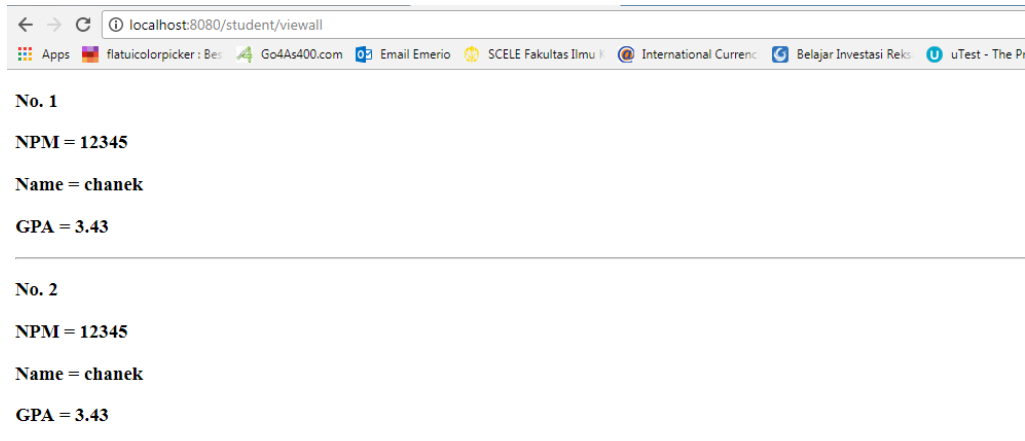 localhost:8080/student/viewall
Apps flatuicolorpicker : Bes Go4As400.com Email Emerio SCELE Fakultas Ilmu K International Currenc Belajar Investasi Reks uTest - The Pr
No. 1
NPM = 12345
Name = chanek
GPA = 3.43
No. 2
NPM = 12345
Name = chanek
GPA = 3.43